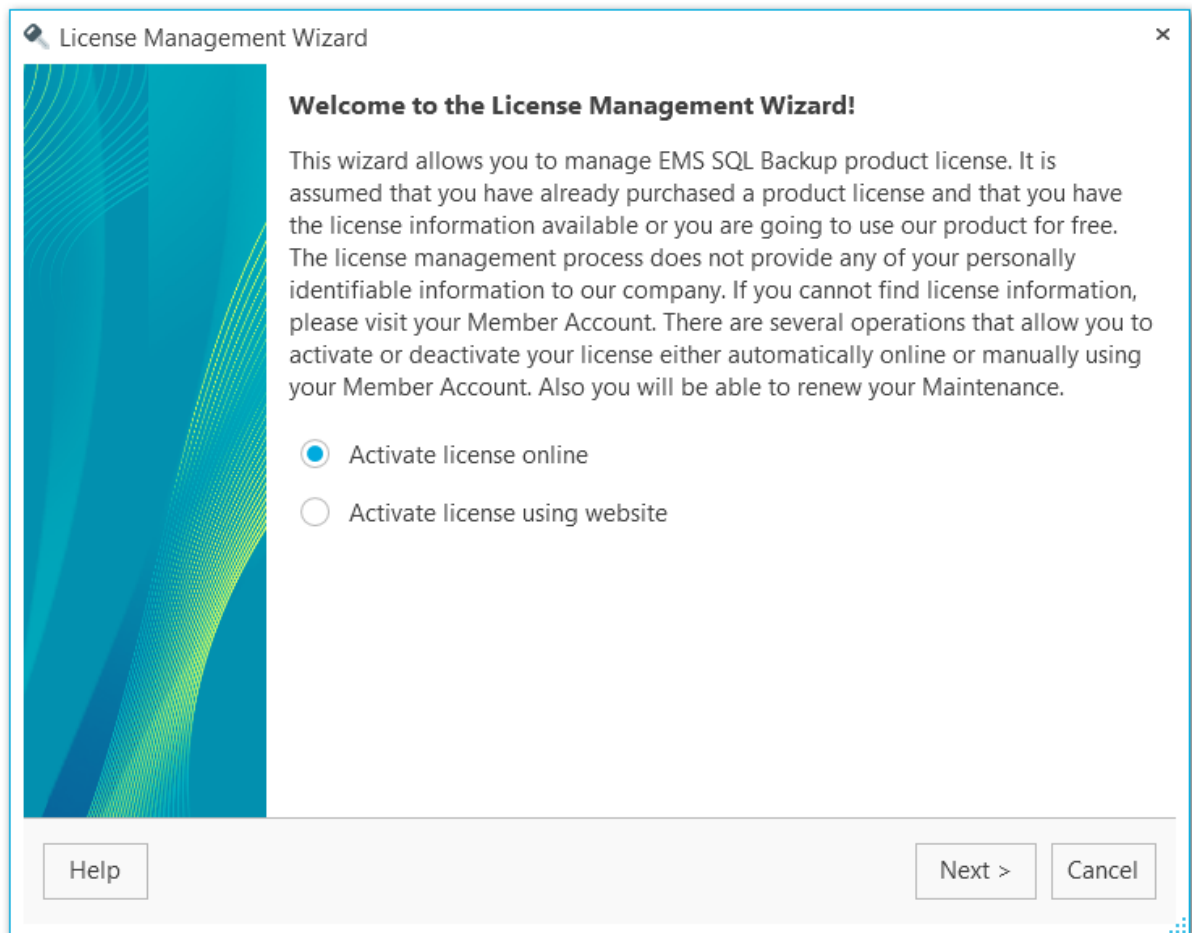 License Management Wizard
Welcome to the License Management Wizard!
This wizard allows you to manage EMS SQL Backup product license. It is
assumed that you have already purchased a product license and that you have
the license information available or you are going to use our product for free.
The license management process does not provide any of your personally
identifiable information to our company. If you cannot find license information,
please visit your Member Account. There are several operations that allow you to
activate or deactivate your license either automatically online or manually using
your Member Account. Also you will be able to renew your Maintenance.
Activate license online
Activate license using website
Help
Next >
Cancel